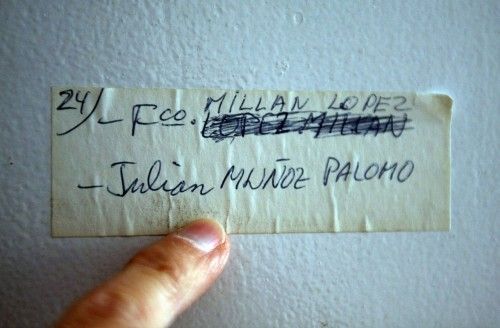 24/ - Fco. MILLAN LOPEZ
LOPEZ MILLAN
- Julian MUÑOZ PALOMO